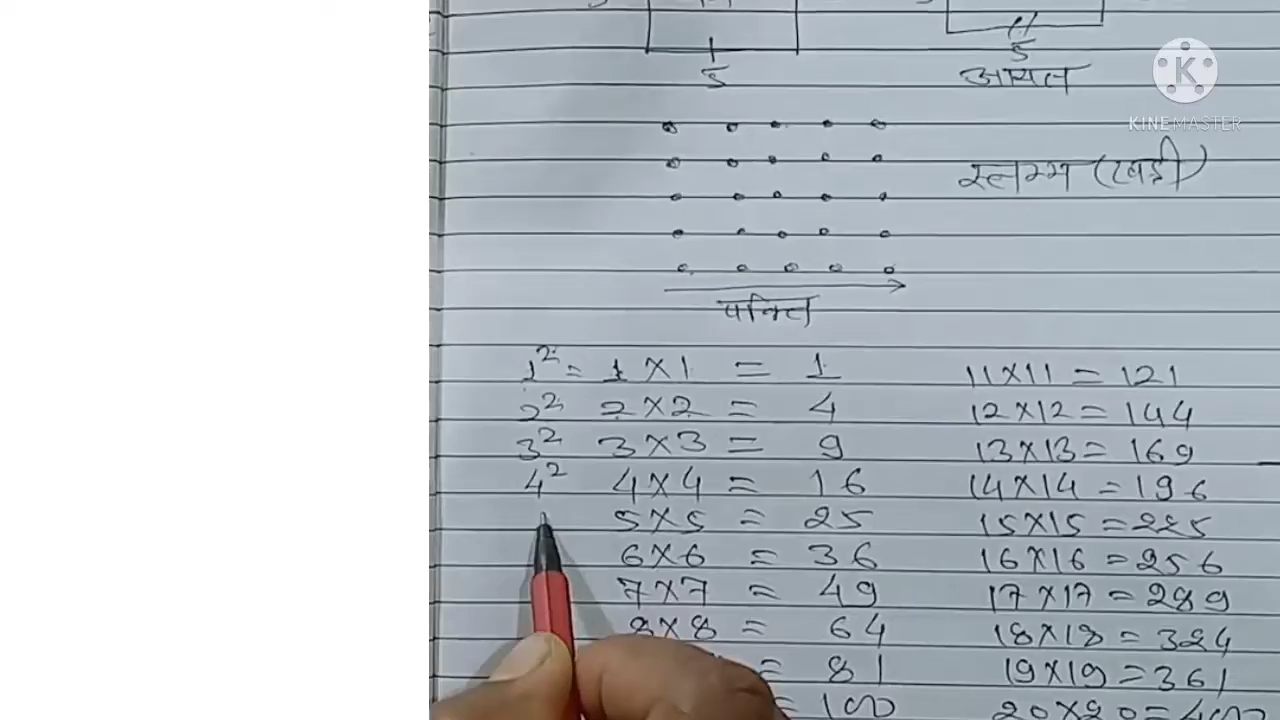 5
5
आयत
KINEMASTER
स्तम्भ (खड़ी)
पंक्ति
1² = 1 × 1 = 1
2² 2 × 2 = 4
3² 3 × 3 = 9
4² 4 × 4 = 16
5 × 5 = 25
6 × 6 = 36
7 × 7 = 49
8 × 8 = 64
= 81
= 100
11 × 11 = 121
12 × 12 = 144
13 × 13 = 169
14 × 14 = 196
15 × 15 = 225
16 × 16 = 256
17 × 17 = 289
18 × 18 = 324
19 × 19 = 361
20 × 20 = 400